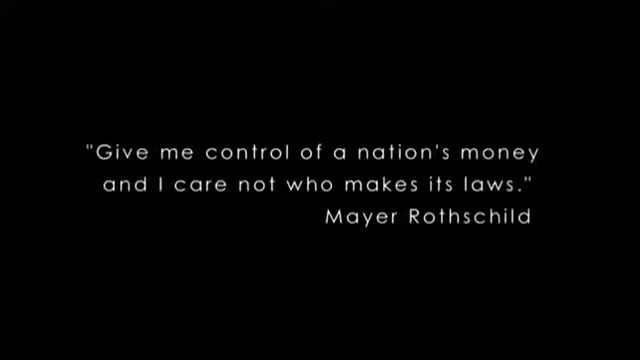 "Give me control of a nation's money
and I care not who makes its laws."
Mayer Rothschild